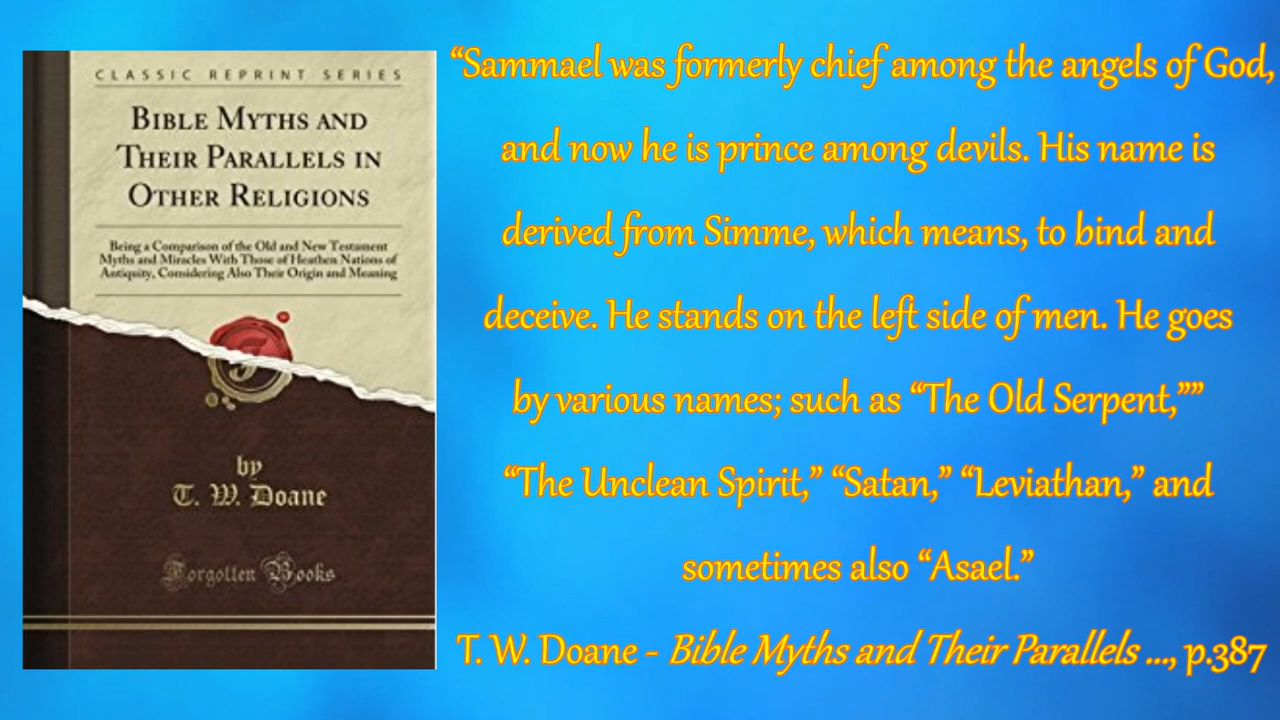 CLASSIC REPRINT SERIES
BIBLE MYTHS AND
THEIR PARALLELS IN
OTHER RELIGIONS
Being a Comparison of the Old and New Testament
Myths and Miracles With Those of Heathen Nations of
Antiquity, Considering Also Their Origin and Meaning
by
T. W. Doane
Forgotten Books
“Sammael was formerly chief among the angels of God,
and now he is prince among devils. His name is
derived from Simme, which means, to bind and
deceive. He stands on the left side of men. He goes
by various names; such as “The Old Serpent,””
“The Unclean Spirit,” “Satan,” “Leviathan,” and
sometimes also “Asael.”
T. W. Doane - Bible Myths and Their Parallels ..., p.387